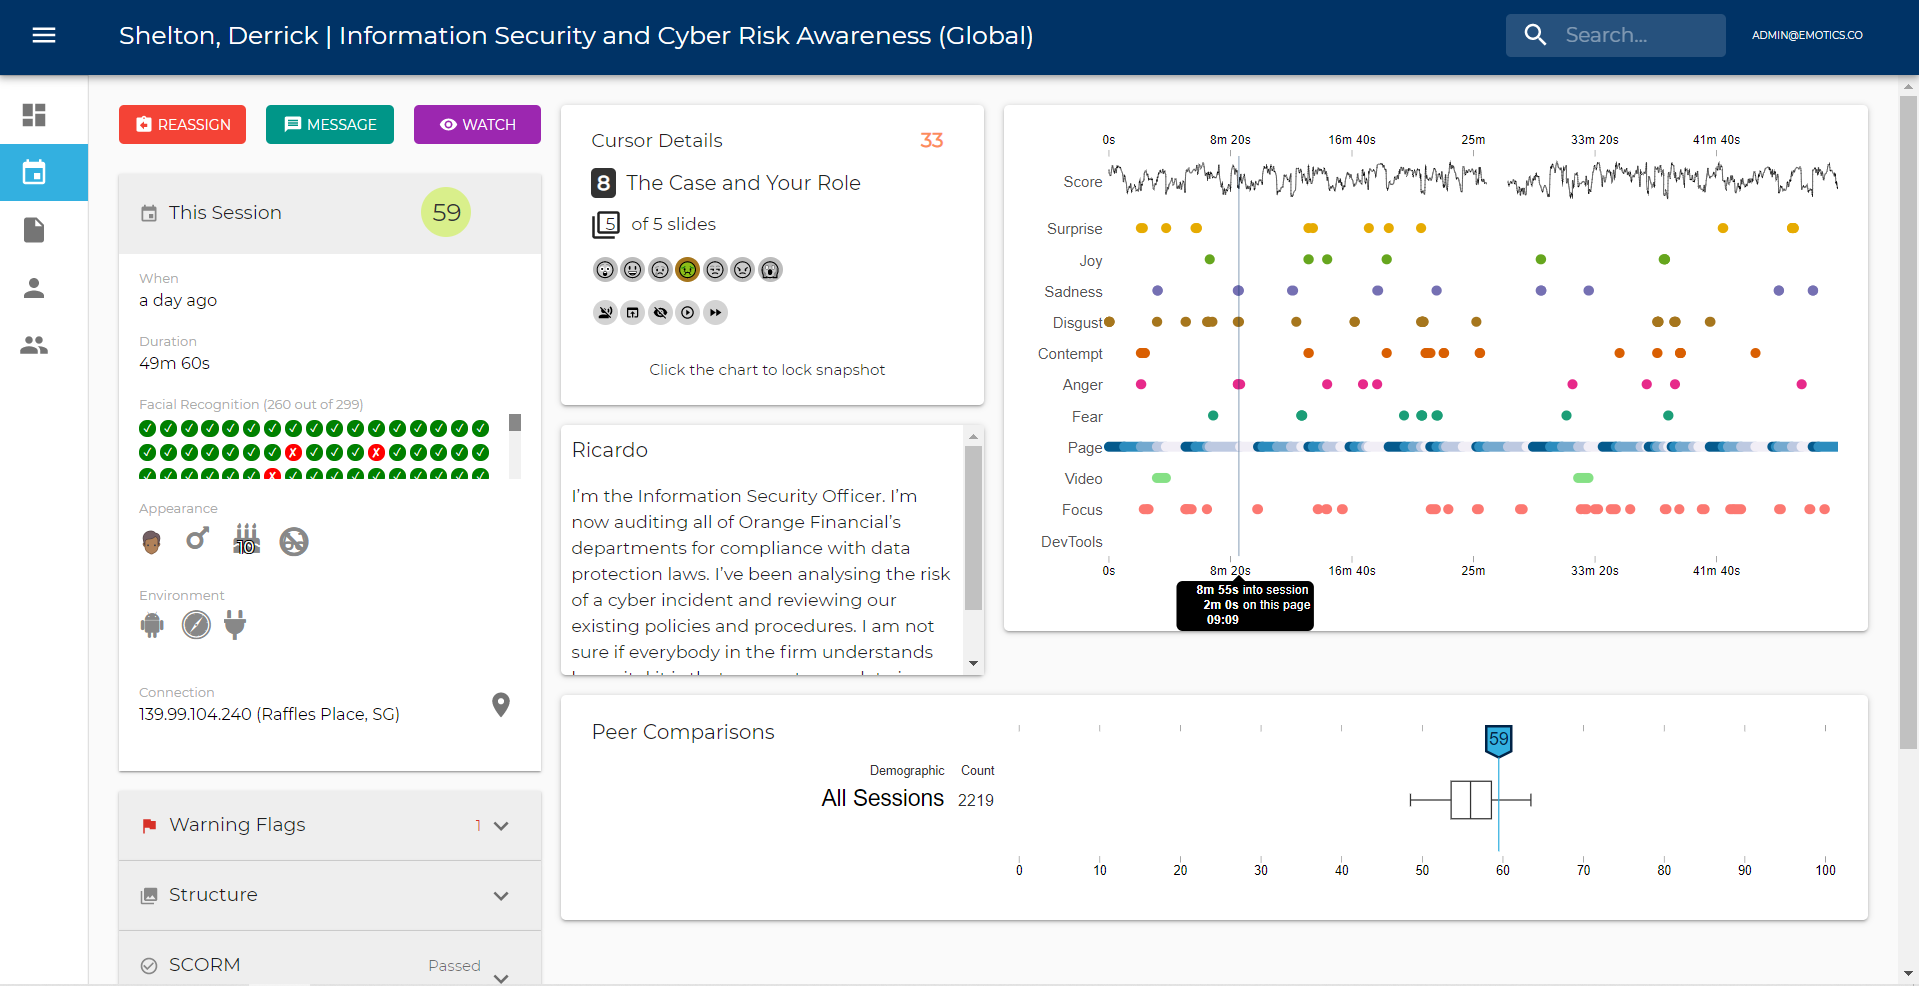 Shelton, Derrick | Information Security and Cyber Risk Awareness (Global)
Search...
ADMIN@EMOTICS.CO
REASSIGN
MESSAGE
WATCH
This Session
59
When
a day ago
Duration
49m 60s
Facial Recognition (260 out of 299)
Appearance
10
Environment
Connection
139.99.104.240 (Raffles Place, SG)
Warning Flags
1
Structure
SCORM
Passed
Cursor Details
33
8 The Case and Your Role
5 of 5 slides
Click the chart to lock snapshot
Ricardo
I'm the Information Security Officer. I'm
now auditing all of Orange Financial's
departments for compliance with data
protection laws. I've been analysing the risk
of a cyber incident and reviewing our
existing policies and procedures. I am not
sure if everybody in the firm understands
0s 8m 20s 16m 40s 25m 33m 20s 41m 40s
Score
Surprise
Joy
Sadness
Disgust
Contempt
Anger
Fear
Page
Video
Focus
DevTools
0s 8m 20s 16m 40s 25m 33m 20s 41m 40s
8m 55s into session
2m 0s on this page
09:09
Peer Comparisons
59
Demographic Count
All Sessions 2219
0 10 20 30 40 50 60 70 80 90 100